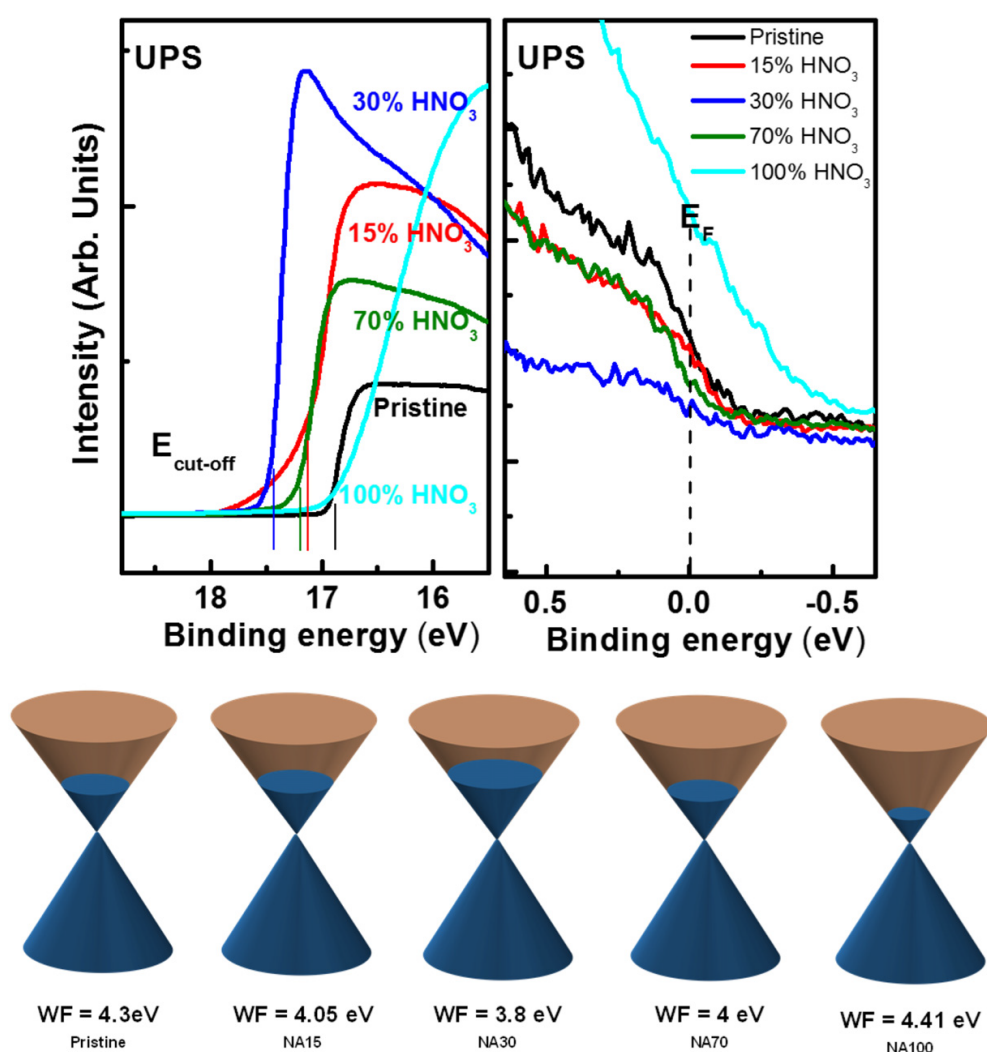 UPS
30% HNO3
15% HNO3
70% HNO3
Pristine
100% HNO3
Ecut-off
Intensity (Arb. Units)
18 17 16
Binding energy (eV)
UPS
Pristine
15% HNO3
30% HNO3
70% HNO3
100% HNO3
EF
0.5 0.0 -0.5
Binding energy (eV)
WF = 4.3eV
Pristine
WF = 4.05 eV
NA15
WF = 3.8 eV
NA30
WF = 4 eV
NA70
WF = 4.41 eV
NA100